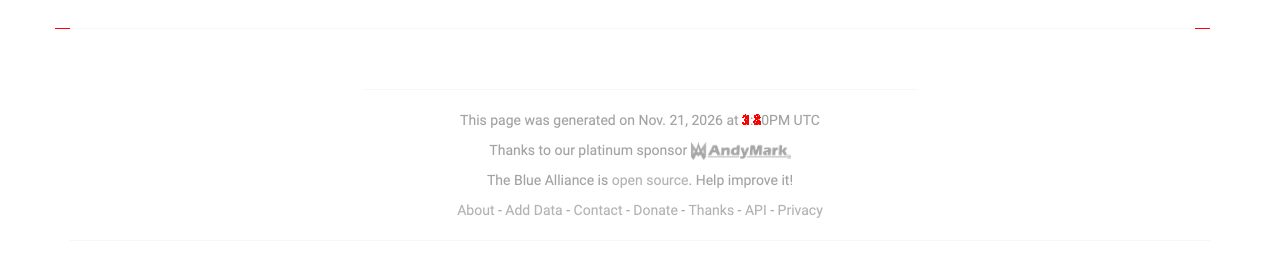 This page was generated on Nov. 21, 2026 at PM UTC
Thanks to our platinum sponsor AndyMark
The Blue Alliance is open source. Help improve it!
About - Add Data - Contact - Donate - Thanks - API - Privacy